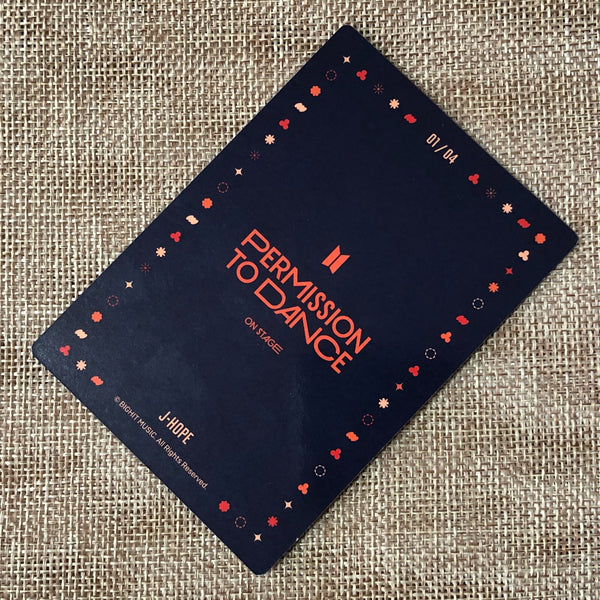 01/04
PERMISSION
TO DANCE
ON STAGE
J-HOPE
© BIGHIT MUSIC. All Rights Reserved.